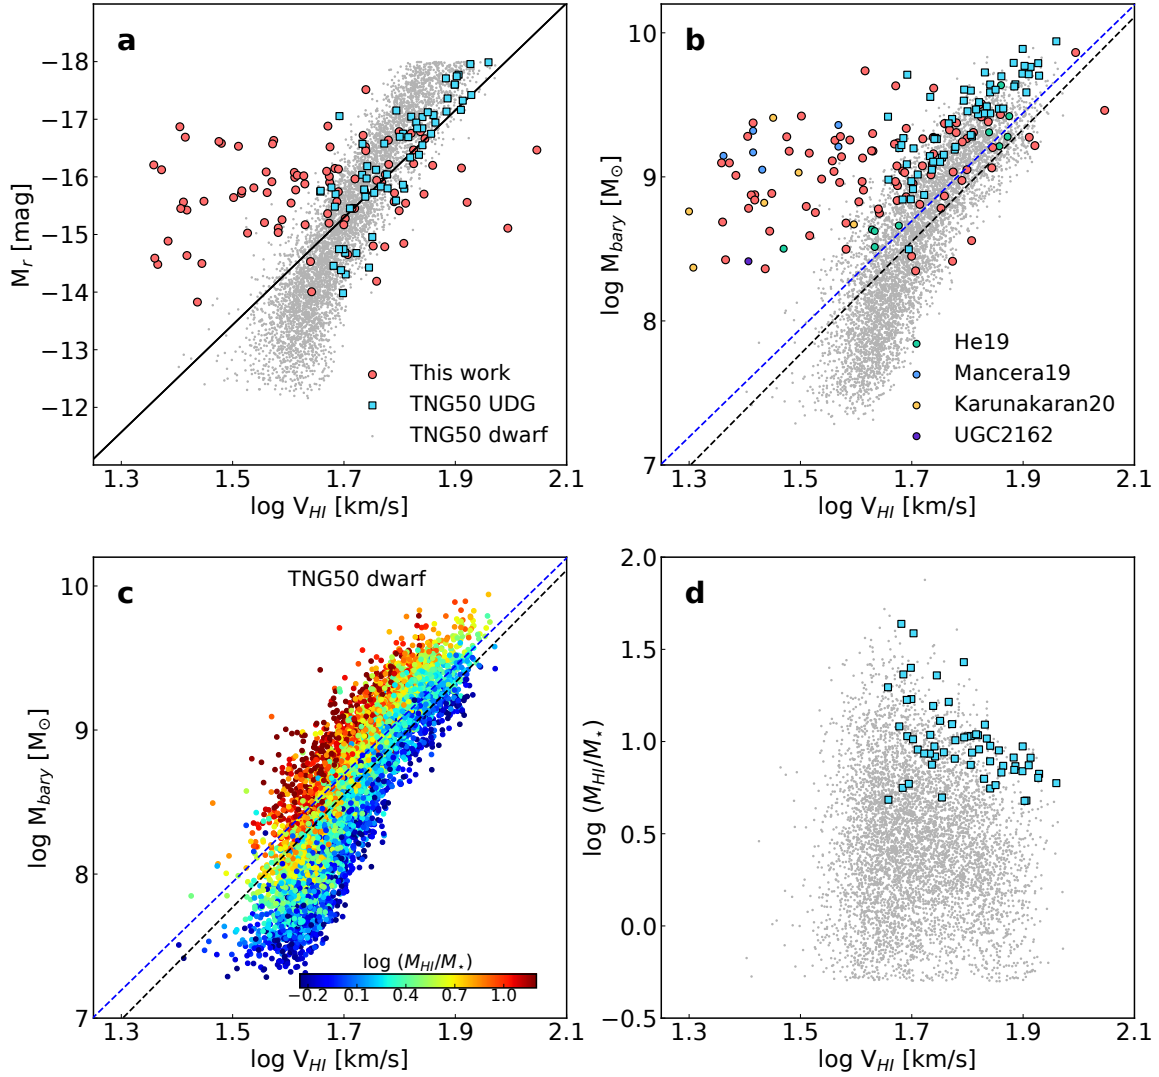 a
−18
−17
−16
−15
−14
−13
−12
M_r [mag]
This work
TNG50 UDG
TNG50 dwarf
1.3 1.5 1.7 1.9 2.1
log V_HI [km/s]
b
10
9
8
7
log M_bary [M_⊙]
He19
Mancera19
Karunakaran20
UGC2162
1.3 1.5 1.7 1.9 2.1
log V_HI [km/s]
c
TNG50 dwarf
10
9
8
7
log M_bary [M_⊙]
log (M_HI/M_⋆)
−0.2 0.1 0.4 0.7 1.0
1.3 1.5 1.7 1.9 2.1
log V_HI [km/s]
d
2.0
1.5
1.0
0.5
0.0
−0.5
log (M_HI/M_⋆)
1.3 1.5 1.7 1.9 2.1
log V_HI [km/s]